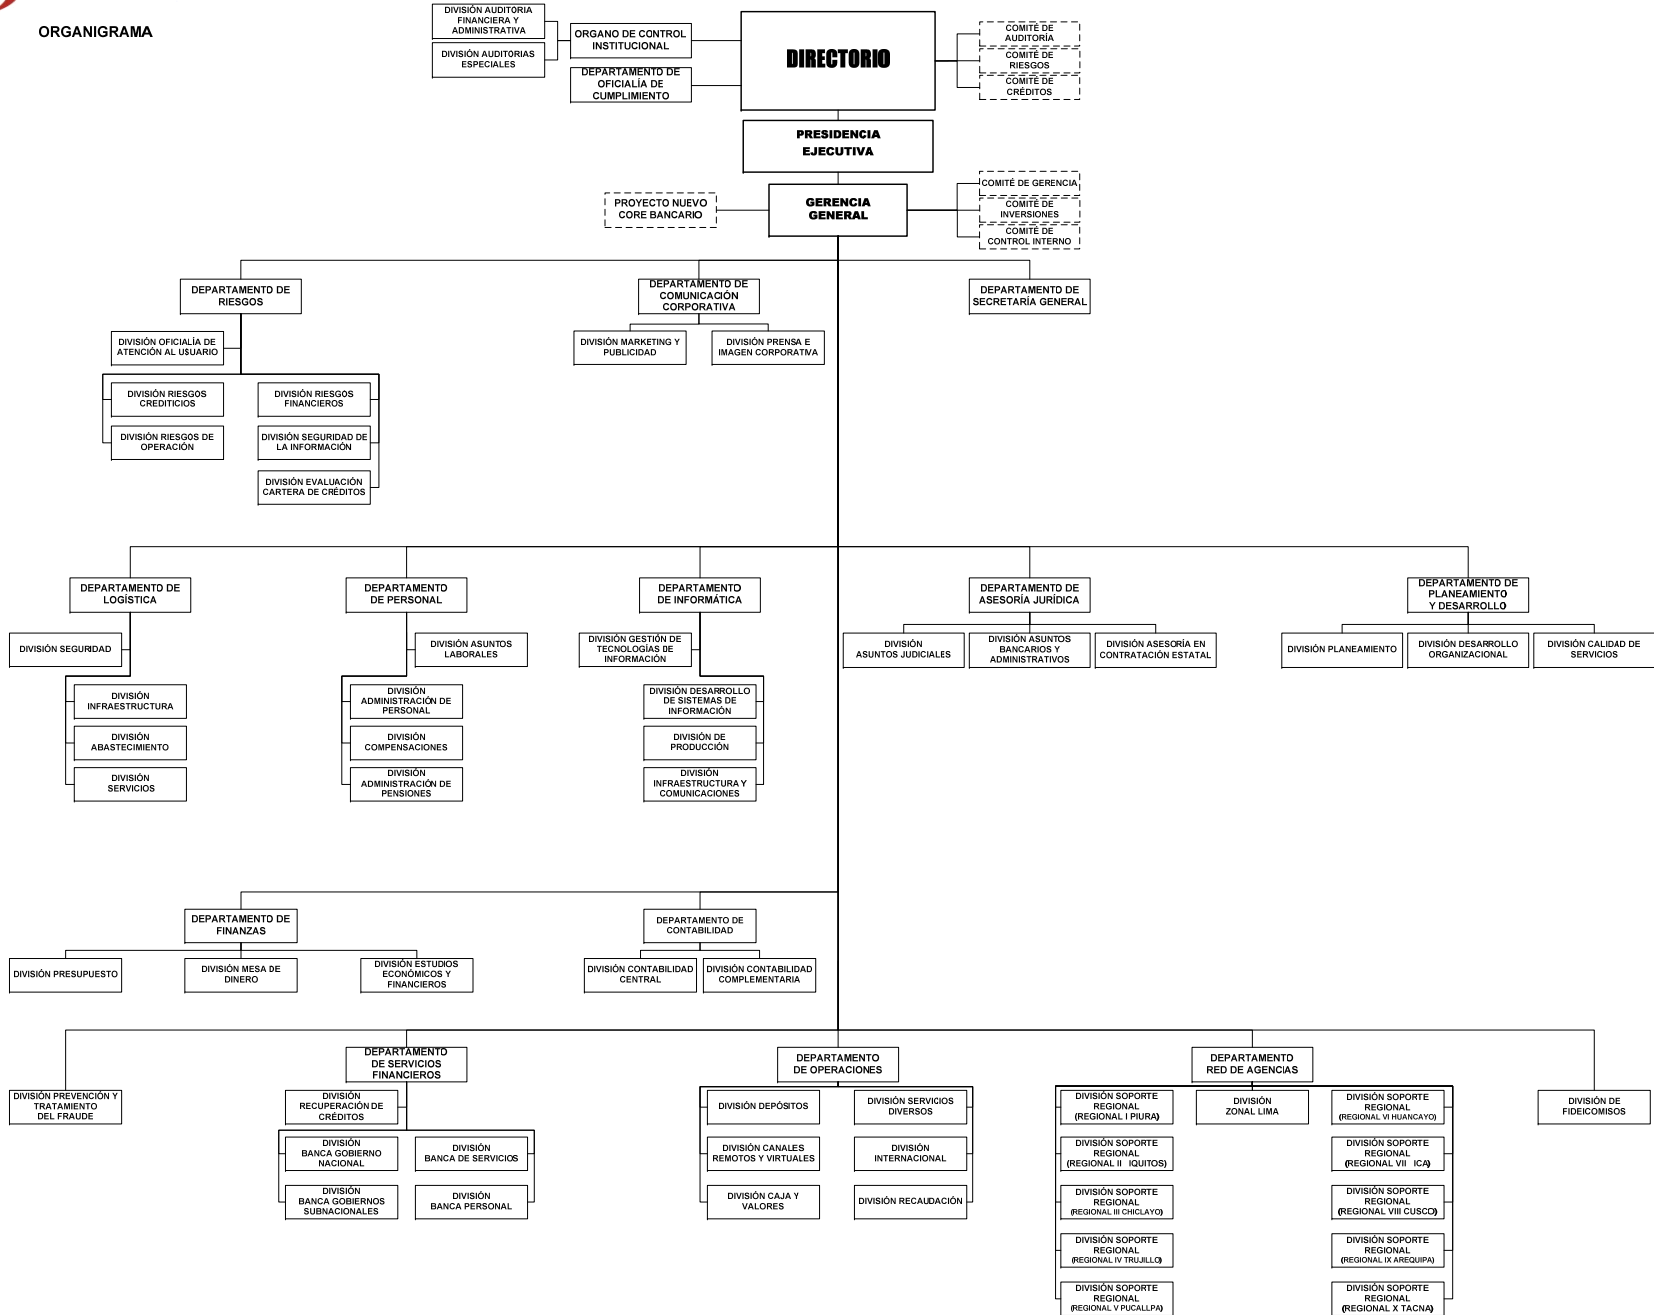 ORGANIGRAMA
DIVISIÓN AUDITORIA
FINANCIERA Y
ADMINISTRATIVA
DIVISIÓN AUDITORIAS
ESPECIALES
ORGANO DE CONTROL
INSTITUCIONAL
DEPARTAMENTO DE
OFICIALÍA DE
CUMPLIMIENTO
DIRECTORIO
COMITÉ DE
AUDITORÍA
COMITÉ DE
RIESGOS
COMITÉ DE
CRÉDITOS
PRESIDENCIA
EJECUTIVA
PROYECTO NUEVO
CORE BANCARIO
GERENCIA
GENERAL
COMITÉ DE GERENCIA
COMITÉ DE
INVERSIONES
COMITÉ DE
CONTROL INTERNO
DEPARTAMENTO DE
RIESGOS
DEPARTAMENTO DE
COMUNICACIÓN
CORPORATIVA
DEPARTAMENTO DE
SECRETARÍA GENERAL
DIVISIÓN OFICIALÍA DE
ATENCIÓN AL USUARIO
DIVISIÓN MARKETING Y
PUBLICIDAD
DIVISIÓN PRENSA E
IMAGEN CORPORATIVA
DIVISIÓN RIESGOS
CREDITICIOS
DIVISIÓN RIESGOS
FINANCIEROS
DIVISIÓN RIESGOS DE
OPERACIÓN
DIVISIÓN SEGURIDAD DE
LA INFORMACIÓN
DIVISIÓN EVALUACIÓN
CARTERA DE CRÉDITOS
DEPARTAMENTO DE
LOGÍSTICA
DEPARTAMENTO
DE PERSONAL
DEPARTAMENTO
DE INFORMÁTICA
DEPARTAMENTO DE
ASESORÍA JURÍDICA
DEPARTAMENTO DE
PLANEAMIENTO
Y DESARROLLO
DIVISIÓN SEGURIDAD
DIVISIÓN ASUNTOS
LABORALES
DIVISIÓN GESTIÓN DE
TECNOLOGÍAS DE
INFORMACIÓN
DIVISIÓN
ASUNTOS JUDICIALES
DIVISIÓN ASUNTOS
BANCARIOS Y
ADMINISTRATIVOS
DIVISIÓN ASESORÍA EN
CONTRATACIÓN ESTATAL
DIVISIÓN PLANEAMIENTO
DIVISIÓN DESARROLLO
ORGANIZACIONAL
DIVISIÓN CALIDAD DE
SERVICIOS
DIVISIÓN
INFRAESTRUCTURA
DIVISIÓN
ADMINISTRACIÓN DE
PERSONAL
DIVISIÓN DESARROLLO
DE SISTEMAS DE
INFORMACIÓN
DIVISIÓN
ABASTECIMIENTO
DIVISIÓN
COMPENSACIONES
DIVISIÓN DE
PRODUCCIÓN
DIVISIÓN
SERVICIOS
DIVISIÓN
ADMINISTRACIÓN DE
PENSIONES
DIVISIÓN
INFRAESTRUCTURA Y
COMUNICACIONES
DEPARTAMENTO DE
FINANZAS
DEPARTAMENTO DE
CONTABILIDAD
DIVISIÓN PRESUPUESTO
DIVISIÓN MESA DE
DINERO
DIVISIÓN ESTUDIOS
ECONÓMICOS Y
FINANCIEROS
DIVISIÓN CONTABILIDAD
CENTRAL
DIVISIÓN CONTABILIDAD
COMPLEMENTARIA
DEPARTAMENTO
DE SERVICIOS
FINANCIEROS
DEPARTAMENTO
DE OPERACIONES
DEPARTAMENTO
RED DE AGENCIAS
DIVISIÓN PREVENCIÓN Y
TRATAMIENTO
DEL FRAUDE
DIVISIÓN
RECUPERACIÓN DE
CRÉDITOS
DIVISIÓN DEPÓSITOS
DIVISIÓN SERVICIOS
DIVERSOS
DIVISIÓN SOPORTE
REGIONAL
(REGIONAL I PIURA)
DIVISIÓN
ZONAL LIMA
DIVISIÓN SOPORTE
REGIONAL
(REGIONAL VI HUANCAYO)
DIVISIÓN DE
FIDEICOMISOS
DIVISIÓN
BANCA GOBIERNO
NACIONAL
DIVISIÓN
BANCA DE SERVICIOS
DIVISIÓN CANALES
REMOTOS Y VIRTUALES
DIVISIÓN
INTERNACIONAL
DIVISIÓN SOPORTE
REGIONAL
(REGIONAL II IQUITOS)
DIVISIÓN SOPORTE
REGIONAL
(REGIONAL VII ICA)
DIVISIÓN
BANCA GOBIERNOS
SUBNACIONALES
DIVISIÓN
BANCA PERSONAL
DIVISIÓN CAJA Y
VALORES
DIVISIÓN RECAUDACIÓN
DIVISIÓN SOPORTE
REGIONAL
(REGIONAL III CHICLAYO)
DIVISIÓN SOPORTE
REGIONAL
(REGIONAL VIII CUSCO)
DIVISIÓN SOPORTE
REGIONAL
(REGIONAL IV TRUJILLO)
DIVISIÓN SOPORTE
REGIONAL
(REGIONAL IX AREQUIPA)
DIVISIÓN SOPORTE
REGIONAL
(REGIONAL V PUCALLPA)
DIVISIÓN SOPORTE
REGIONAL
(REGIONAL X TACNA)